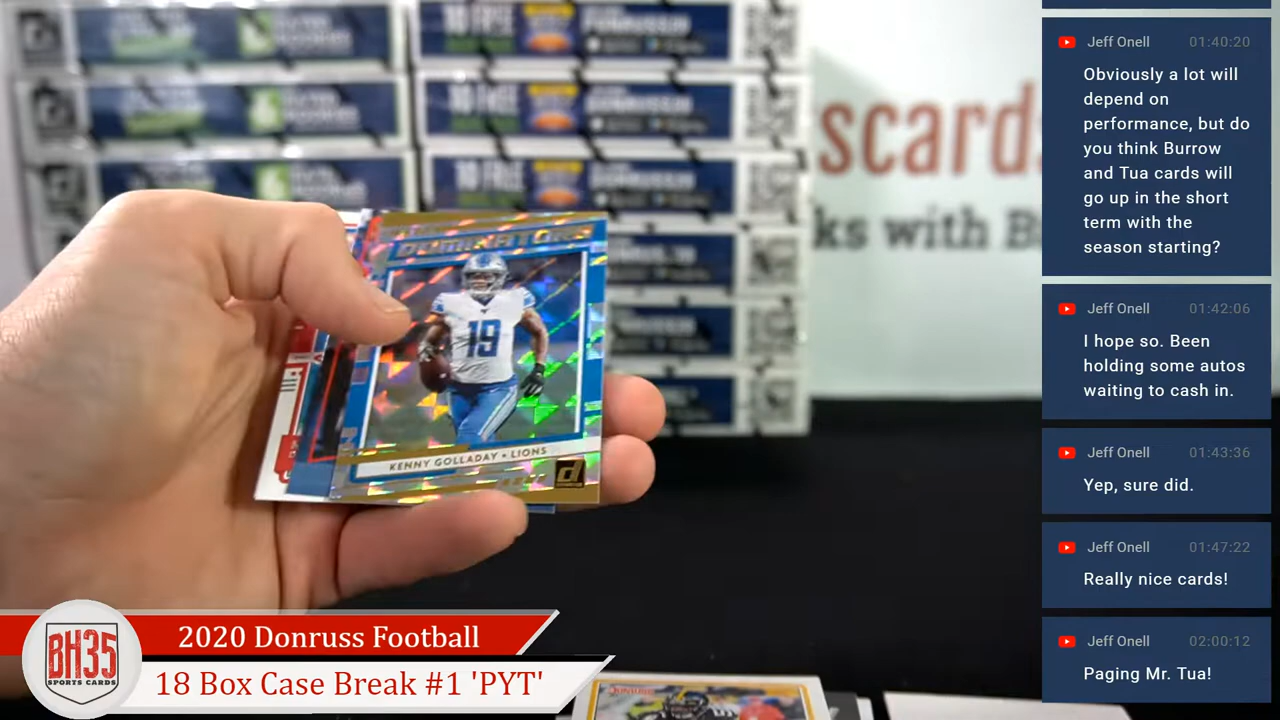 scards
ks with B
DOMINATORS
19
KENNY GOLLADAY • LIONS
DONRUSS
BH35
SPORTS CARDS
2020 Donruss Football
18 Box Case Break #1 'PYT'
Jeff Onell 01:40:20
Obviously a lot will
depend on
performance, but do
you think Burrow
and Tua cards will
go up in the short
term with the
season starting?
Jeff Onell 01:42:06
I hope so. Been
holding some autos
waiting to cash in.
Jeff Onell 01:43:36
Yep, sure did.
Jeff Onell 01:47:22
Really nice cards!
Jeff Onell 02:00:12
Paging Mr. Tua!